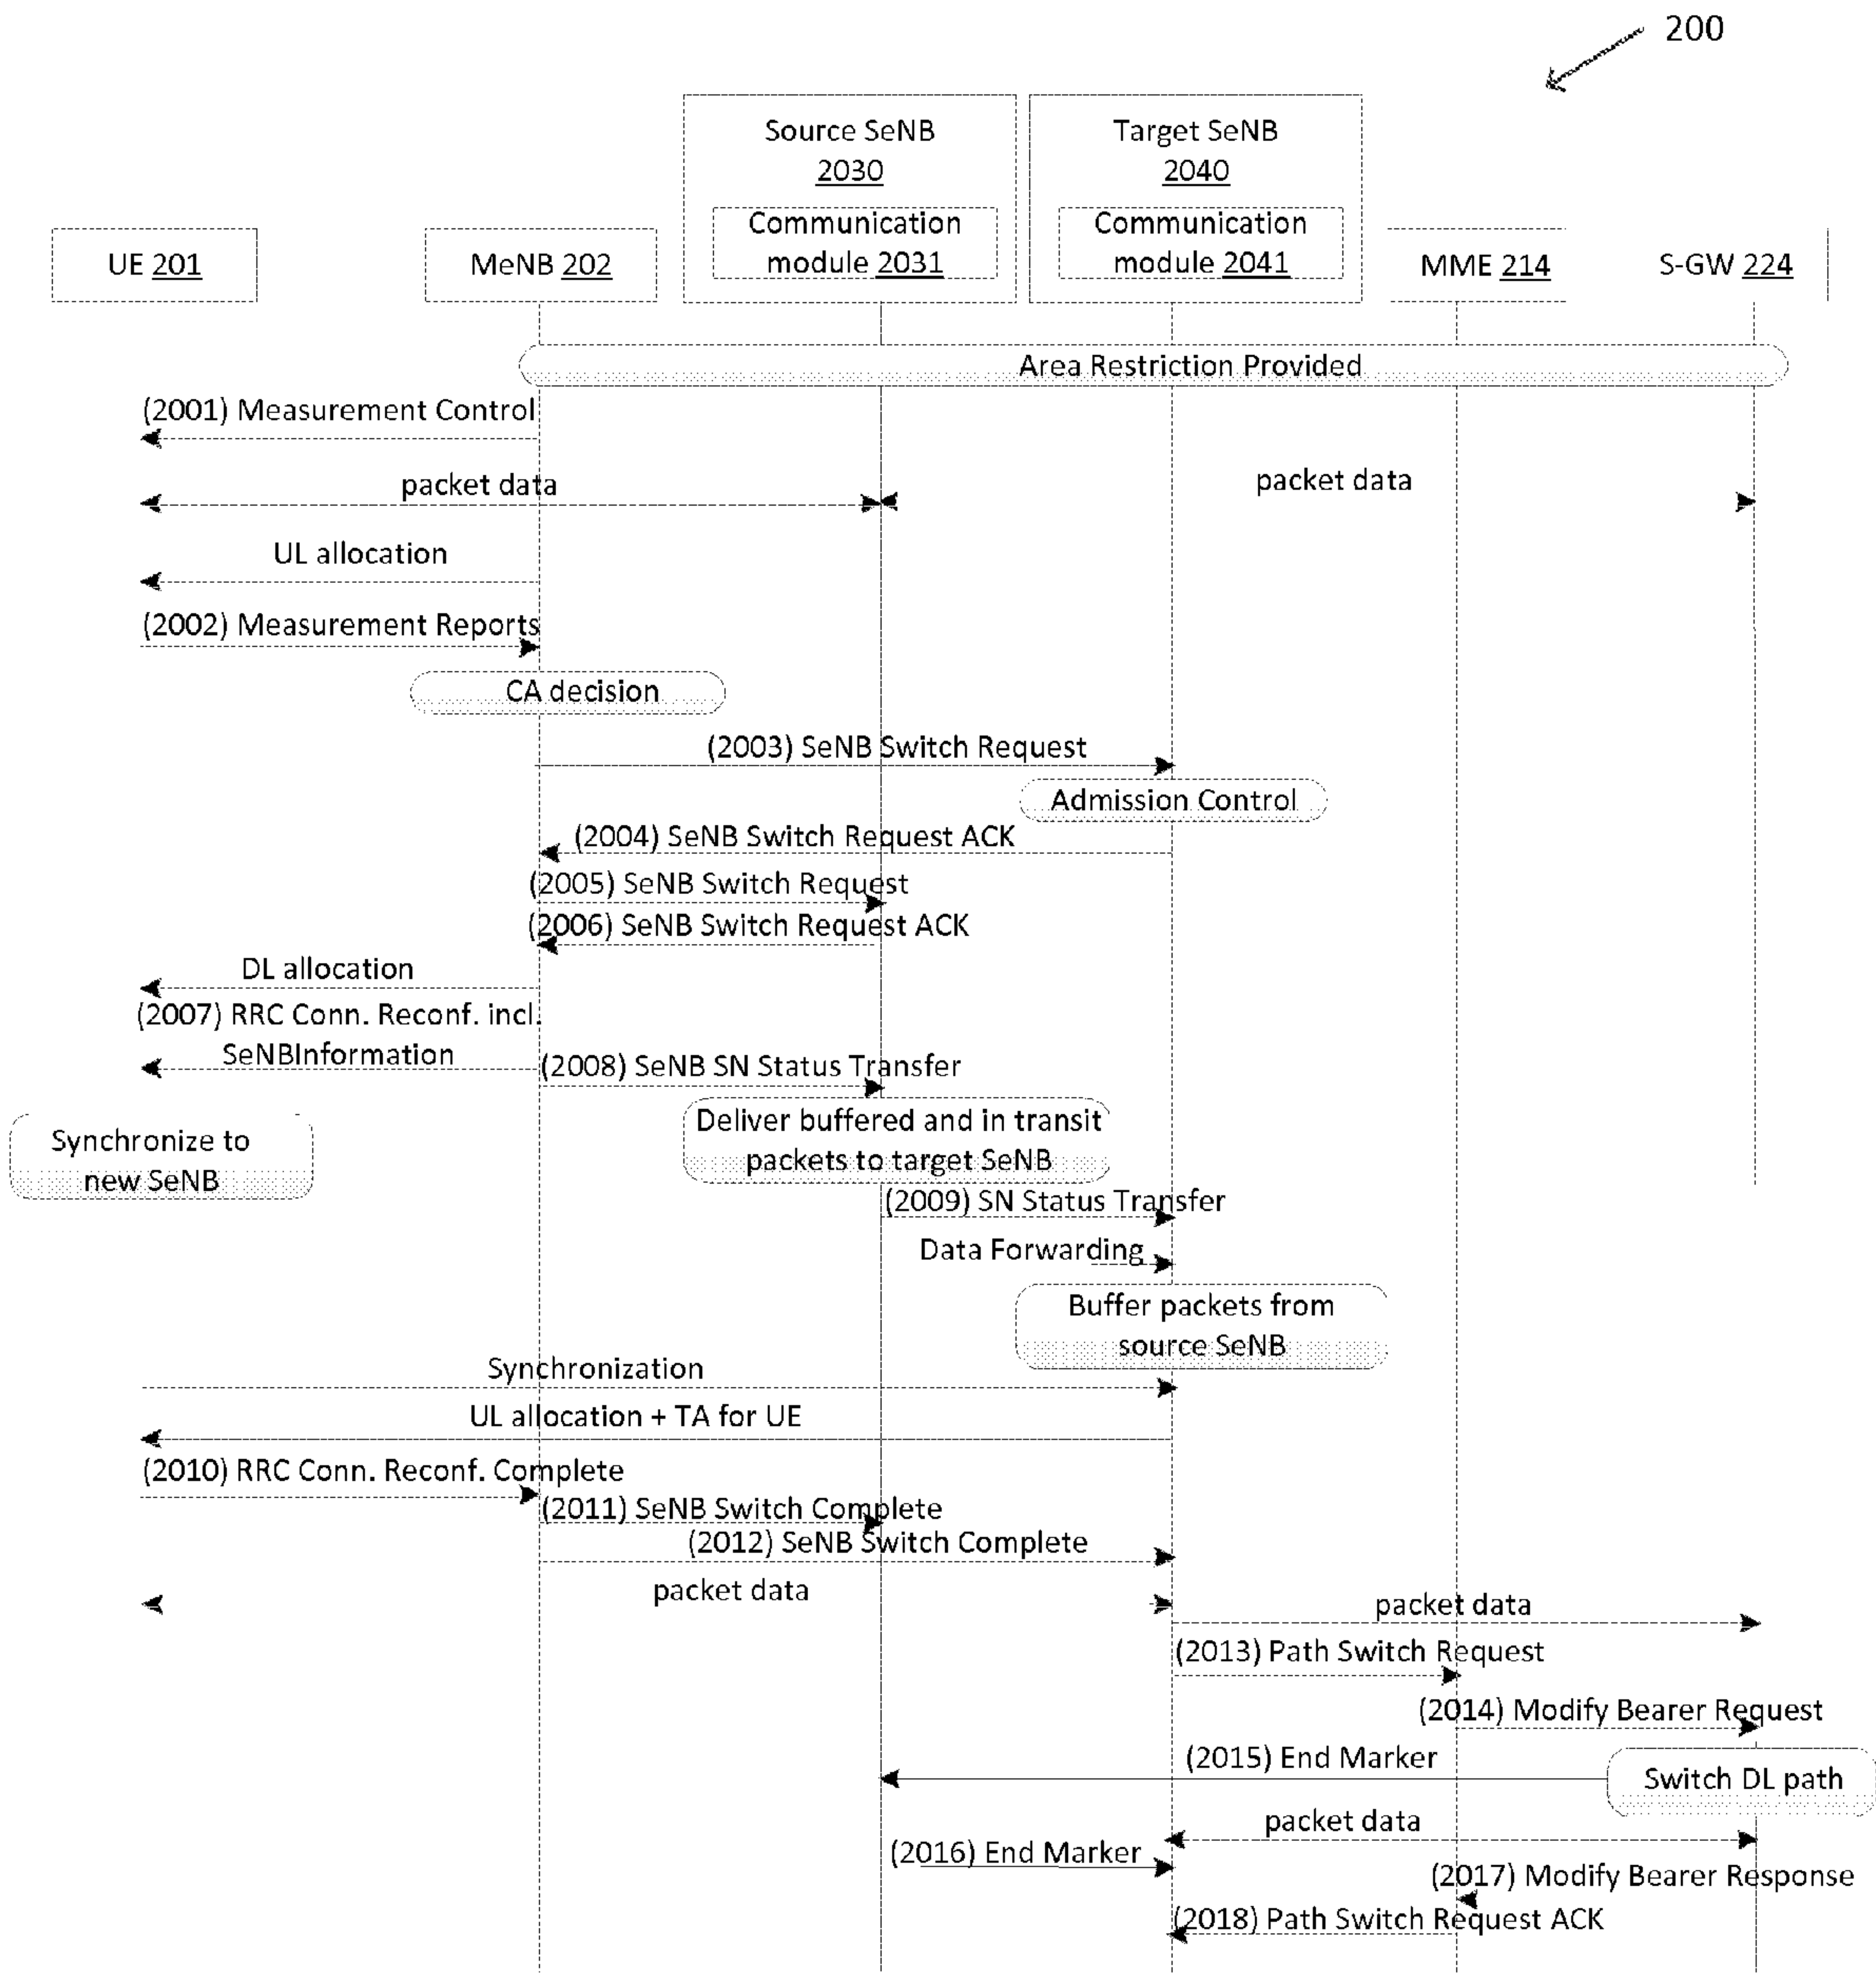 200
Source SeNB
2030
Communication
module 2031
Target SeNB
2040
Communication
module 2041
UE 201
MeNB 202
MME 214
S-GW 224
Area Restriction Provided
(2001) Measurement Control
packet data
packet data
UL allocation
(2002) Measurement Reports
CA decision
(2003) SeNB Switch Request
Admission Control
(2004) SeNB Switch Request ACK
(2005) SeNB Switch Request
(2006) SeNB Switch Request ACK
DL allocation
(2007) RRC Conn. Reconf. incl.
SeNBInformation
(2008) SeNB SN Status Transfer
Deliver buffered and in transit
packets to target SeNB
Synchronize to
new SeNB
(2009) SN Status Transfer
Data Forwarding
Buffer packets from
source SeNB
Synchronization
UL allocation + TA for UE
(2010) RRC Conn. Reconf. Complete
(2011) SeNB Switch Complete
(2012) SeNB Switch Complete
packet data
packet data
(2013) Path Switch Request
(2014) Modify Bearer Request
(2015) End Marker
Switch DL path
packet data
(2016) End Marker
(2017) Modify Bearer Response
(2018) Path Switch Request ACK